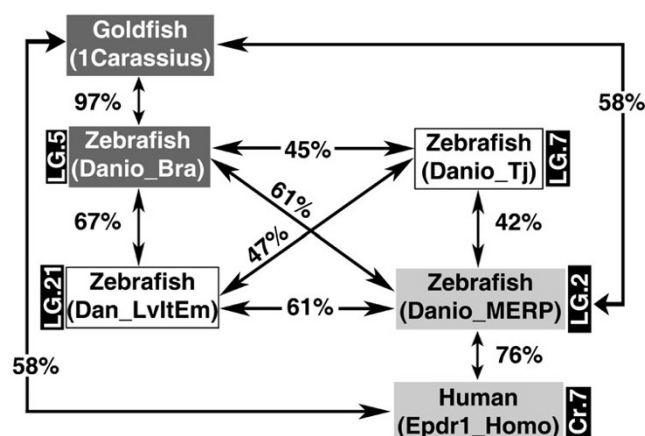 Goldfish
(1Carassius)
97%
58%
LG.5
Zebrafish
(Danio_Bra)
45%
Zebrafish
(Danio_Tj)
LG.7
67%
61%
47%
42%
LG.21
Zebrafish
(Dan_LvItEm)
61%
Zebrafish
(Danio_MERP)
LG.2
58%
76%
Human
(Epdr1_Homo)
Cr.7